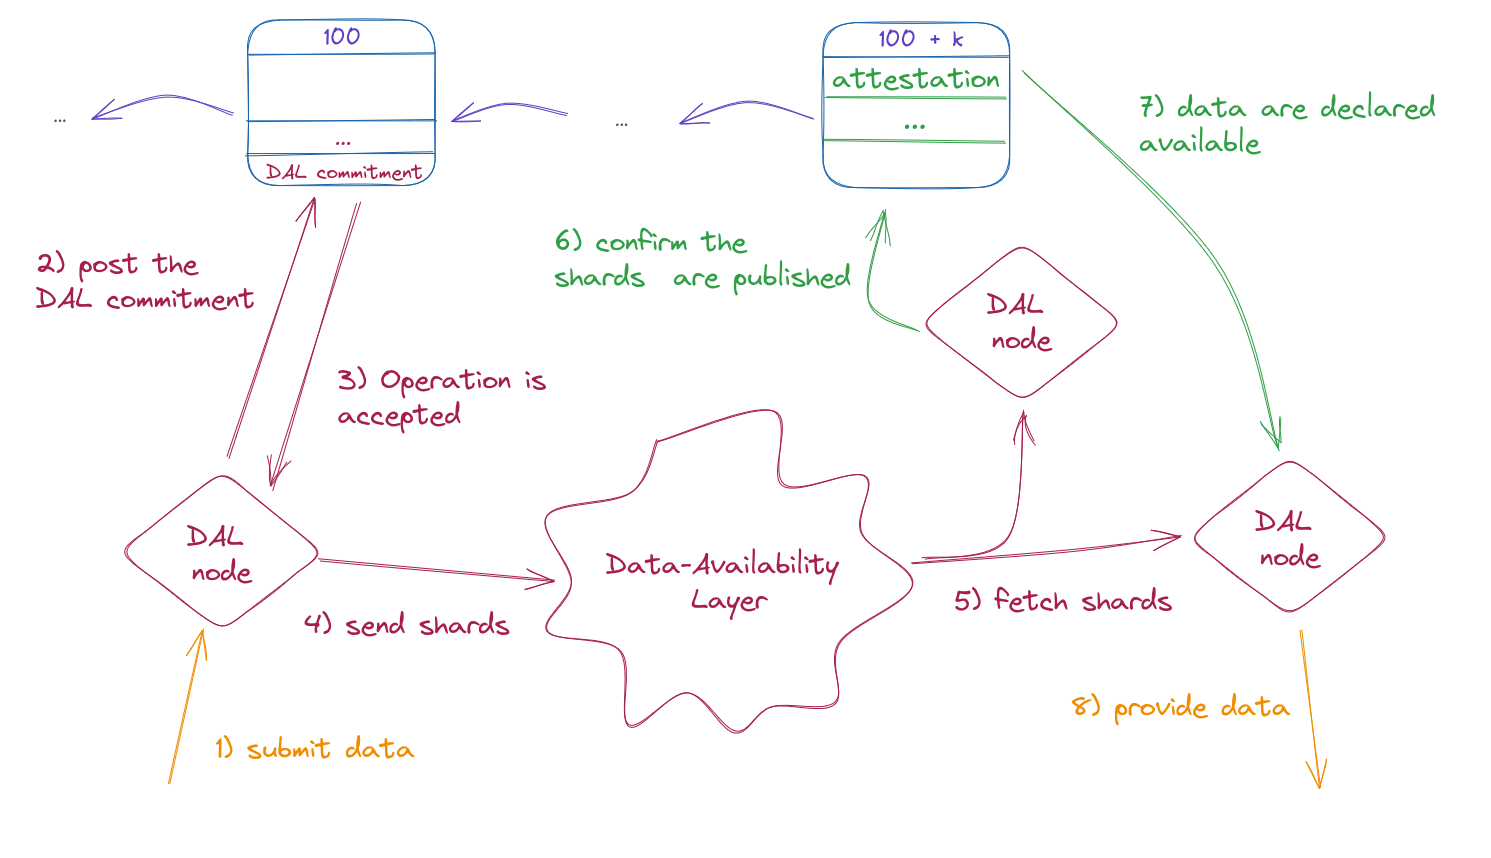 100
...
DAL commitment
...
...
100 + k
attestation
...
7) data are declared
available
2) post the
DAL commitment
6) confirm the
shards are published
3) Operation is
accepted
DAL
node
DAL
node
Data-Availability
Layer
DAL
node
4) send shards
5) fetch shards
1) submit data
8) provide data